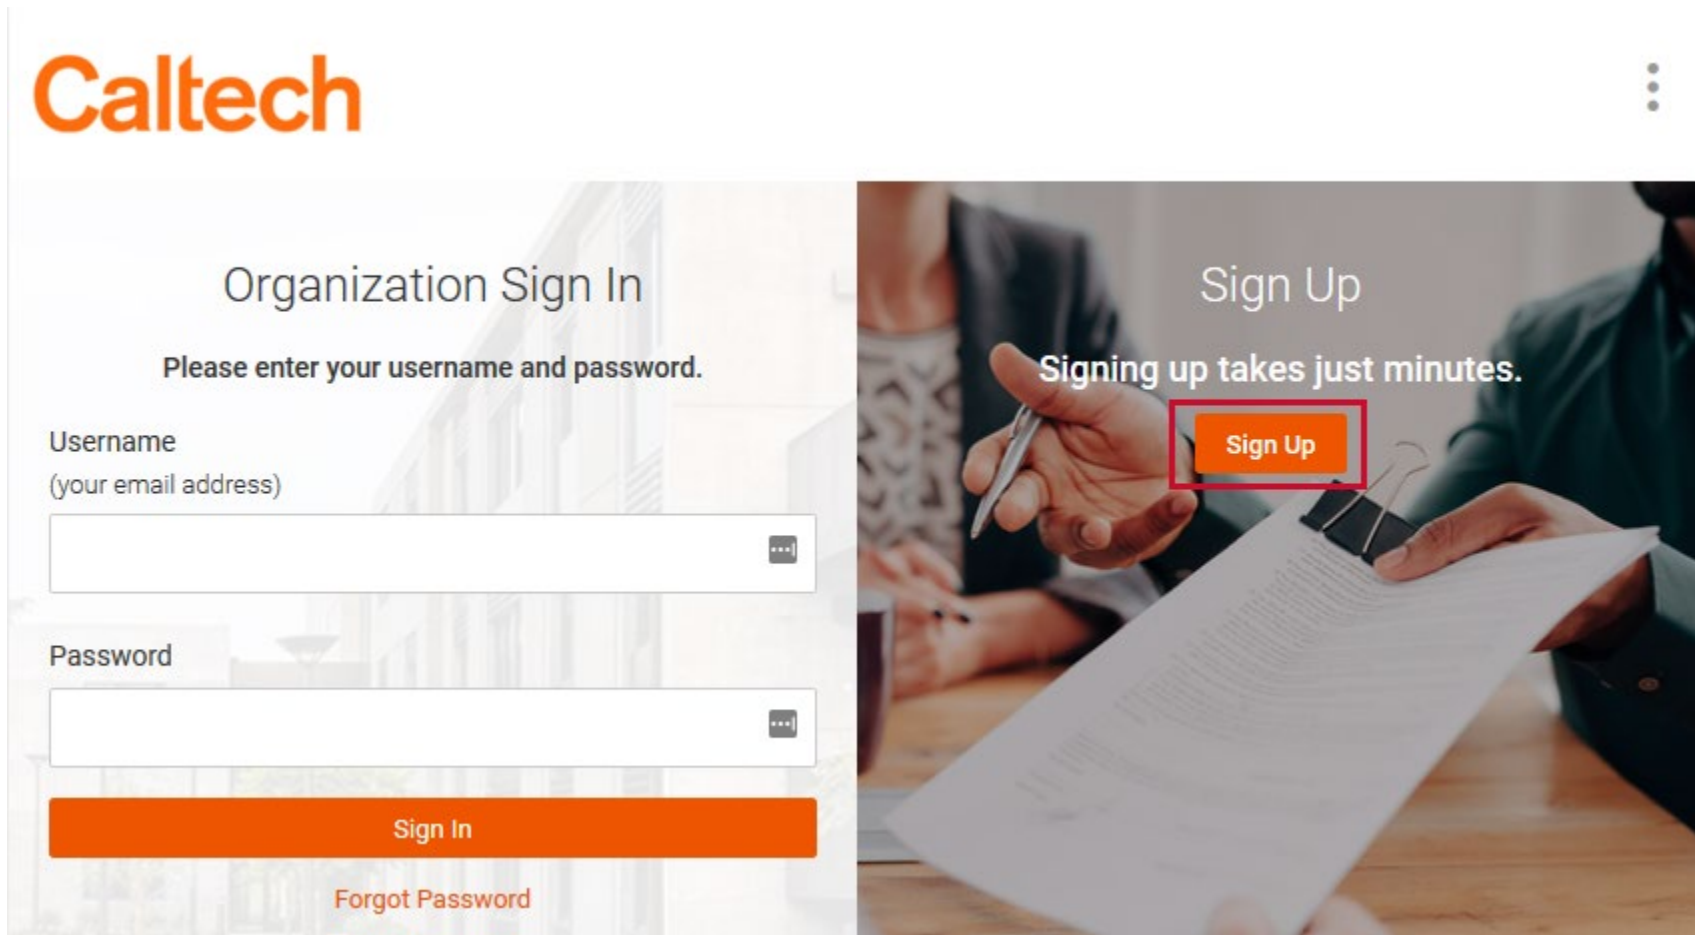 Caltech
Organization Sign In
Please enter your username and password.
Username
(your email address)
Password
Sign In
Forgot Password
Sign Up
Signing up takes just minutes.
Sign Up